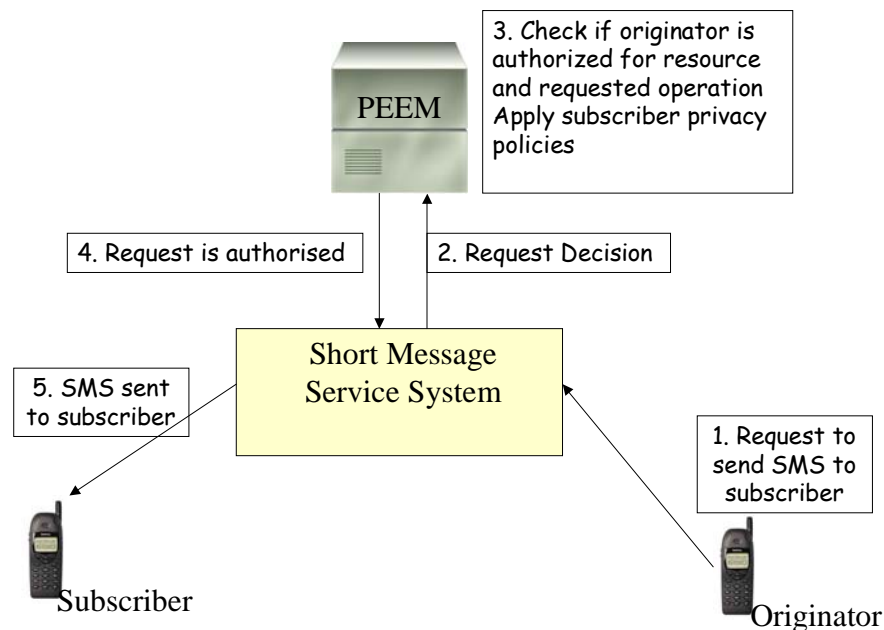 3. Check if originator is
authorized for resource
and requested operation
Apply subscriber privacy
policies
PEEM
4. Request is authorised
2. Request Decision
Short Message
Service System
5. SMS sent
to subscriber
1. Request to
send SMS to
subscriber
Subscriber
Originator